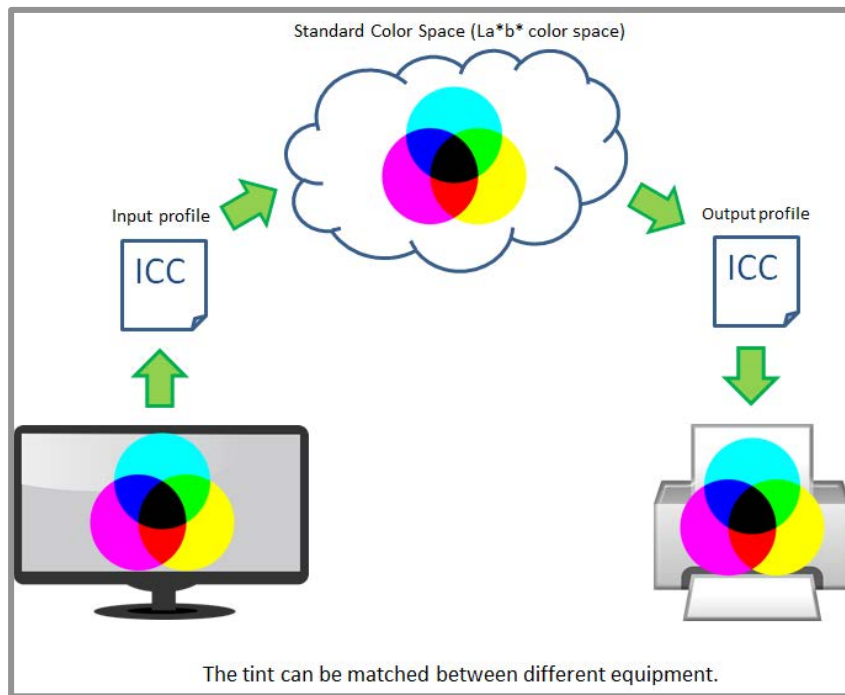 Standard Color Space (La*b* color space)
Input profile
Output profile
ICC
ICC
The tint can be matched between different equipment.